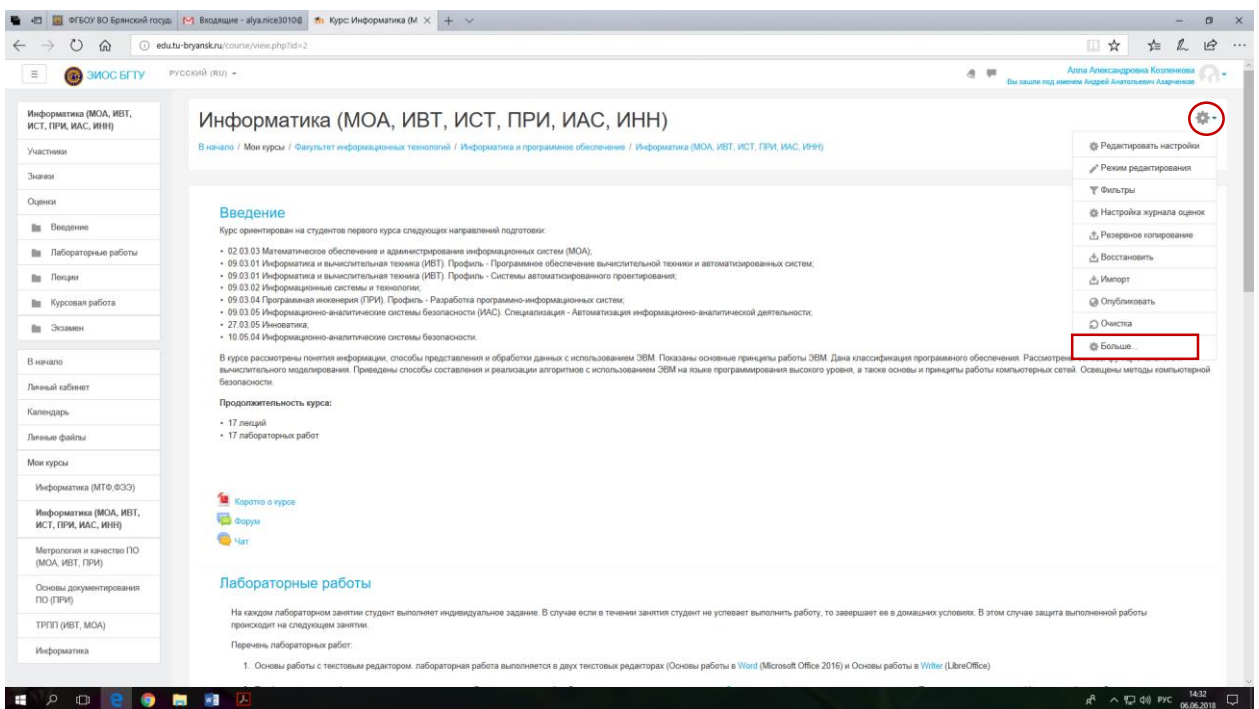 ФГБОУ ВО Брянский госуд
Входящие - alya.nice3010@
Курс: Информатика (М
edu.tu-bryansk.ru/course/view.php?id=2
ЭИОС БГТУ
РУССКИЙ (RU)
Алла Александровна Козленкова
Вы зашли под именем Андрей Анатольевич Азарченков
Информатика (МОА, ИВТ,
ИСТ, ПРИ, ИАС, ИНН)
Участники
Значки
Оценки
Введение
Лабораторные работы
Лекции
Курсовая работа
Экзамен
В начало
Личный кабинет
Календарь
Личные файлы
Мои курсы
Информатика (МТФ,ФЭЭ)
Информатика (МОА, ИВТ,
ИСТ, ПРИ, ИАС, ИНН)
Метрология и качество ПО
(МОА, ИВТ, ПРИ)
Основы документирования
ПО (ПРИ)
ТРПП (ИВТ, МОА)
Информатика
Информатика (МОА, ИВТ, ИСТ, ПРИ, ИАС, ИНН)
В начало / Мои курсы / Факультет информационных технологий / Информатика и программное обеспечение / Информатика (МОА, ИВТ, ИСТ, ПРИ, ИАС, ИНН)
Редактировать настройки
Режим редактирования
Фильтры
Настройка журнала оценок
Резервное копирование
Восстановить
Импорт
Опубликовать
Очистка
Больше...
Введение
Курс ориентирован на студентов первого курса следующих направлений подготовки:
• 02.03.03 Математическое обеспечение и администрирование информационных систем (МОА);
• 09.03.01 Информатика и вычислительная техника (ИВТ). Профиль - Программное обеспечение вычислительной техники и автоматизированных систем;
• 09.03.01 Информатика и вычислительная техника (ИВТ). Профиль - Системы автоматизированного проектирования;
• 09.03.02 Информационные системы и технологии;
• 09.03.04 Программная инженерия (ПРИ). Профиль - Разработка программно-информационных систем;
• 09.03.05 Информационно-аналитические системы безопасности (ИАС). Специализация - Автоматизация информационно-аналитической деятельности;
• 27.03.05 Инноватика;
• 10.05.04 Информационно-аналитические системы безопасности.
В курсе рассмотрены понятия информации, способы представления и обработки данных с использованием ЭВМ. Показаны основные принципы работы ЭВМ. Дана классификация программного обеспечения. Рассмотрен
вычислительного моделирования. Приведены способы составления и реализации алгоритмов с использованием ЭВМ на языке программирования высокого уровня, а также основы и принципы работы компьютерных сетей. Освещены методы компьютерной
безопасности.
Продолжительность курса:
• 17 лекций
• 17 лабораторных работ
Коротко о курсе
Форум
Чат
Лабораторные работы
На каждом лабораторном занятии студент выполняет индивидуальное задание. В случае если в течении занятия студент не успевает выполнить работу, то завершает ее в домашних условиях. В этом случае защита выполненной работы
происходит на следующем занятии.
Перечень лабораторных работ:
1. Основы работы с текстовым редактором. лабораторная работа выполняется в двух текстовых редакторах (Основы работы в Word (Microsoft Office 2016) и Основы работы в Writer (LibreOffice)
РУС
14:32
06.06.2018